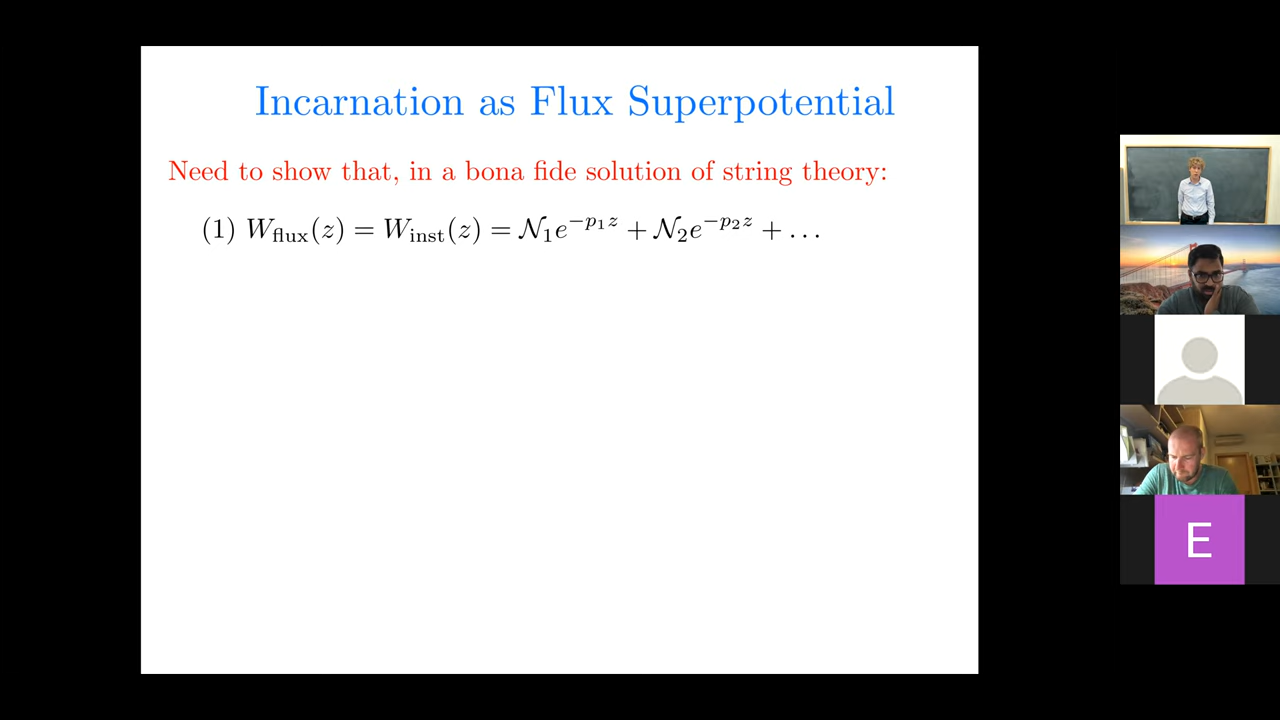 Incarnation as Flux Superpotential
Need to show that, in a bona fide solution of string theory:
(1) W_flux(z) = W_inst(z) = 𝒩₁e^{−p₁z} + 𝒩₂e^{−p₂z} + …
E